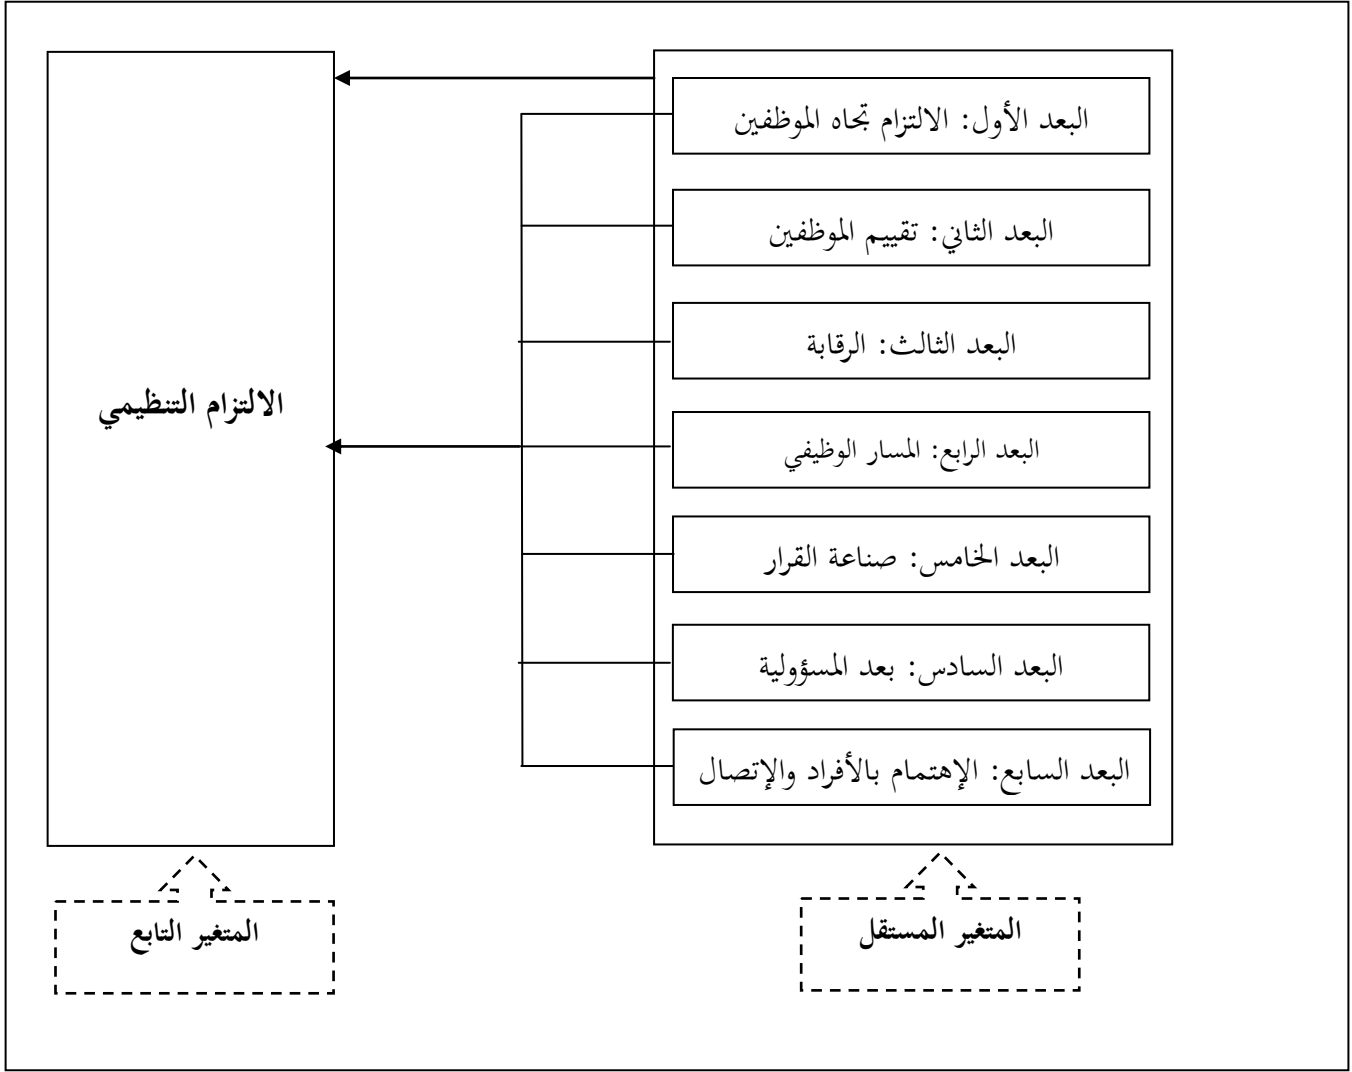 البعد الأول: الالتزام تجاه الموظفين
البعد الثاني: تقييم الموظفين
البعد الثالث: الرقابة
البعد الرابع: المسار الوظيفي
البعد الخامس: صناعة القرار
البعد السادس: بعد المسؤولية
البعد السابع: الإهتمام بالأفراد والإتصال
الالتزام التنظيمي
المتغير المستقل
المتغير التابع